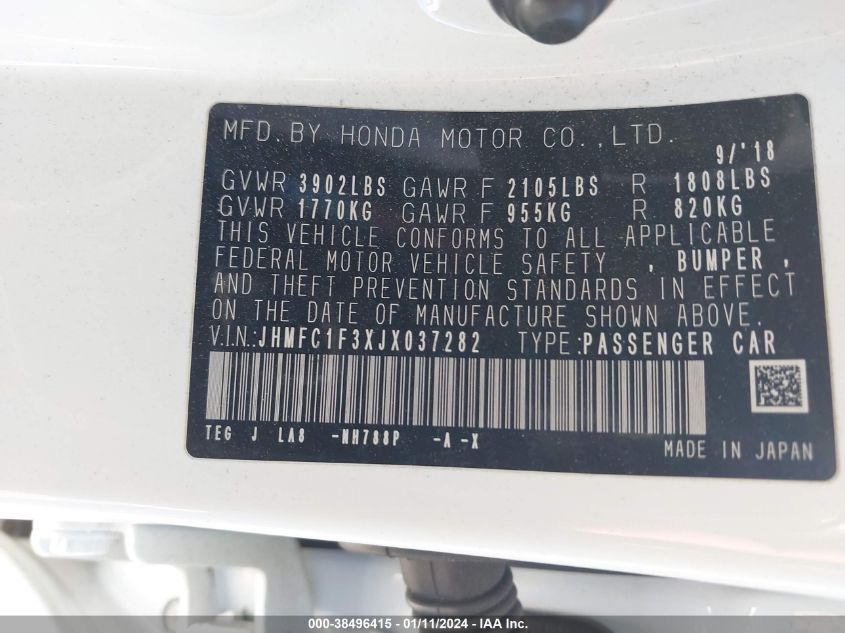 MFD. BY HONDA MOTOR CO.,LTD.
9/'18
GVWR 3902LBS GAWR F 2105LBS R 1808LBS
GVWR 1770KG GAWR F 955KG R 820KG
THIS VEHICLE CONFORMS TO ALL APPLICABLE
FEDERAL MOTOR VEHICLE SAFETY , BUMPER ,
AND THEFT PREVENTION STANDARDS IN EFFECT
ON THE DATE OF MANUFACTURE SHOWN ABOVE.
V.I.N.:JHMFC1F3XJX037282 TYPE:PASSENGER CAR
TEG J LA8 -NH788P -A -X
MADE IN JAPAN
000-38496415 - 01/11/2024 - IAA Inc.